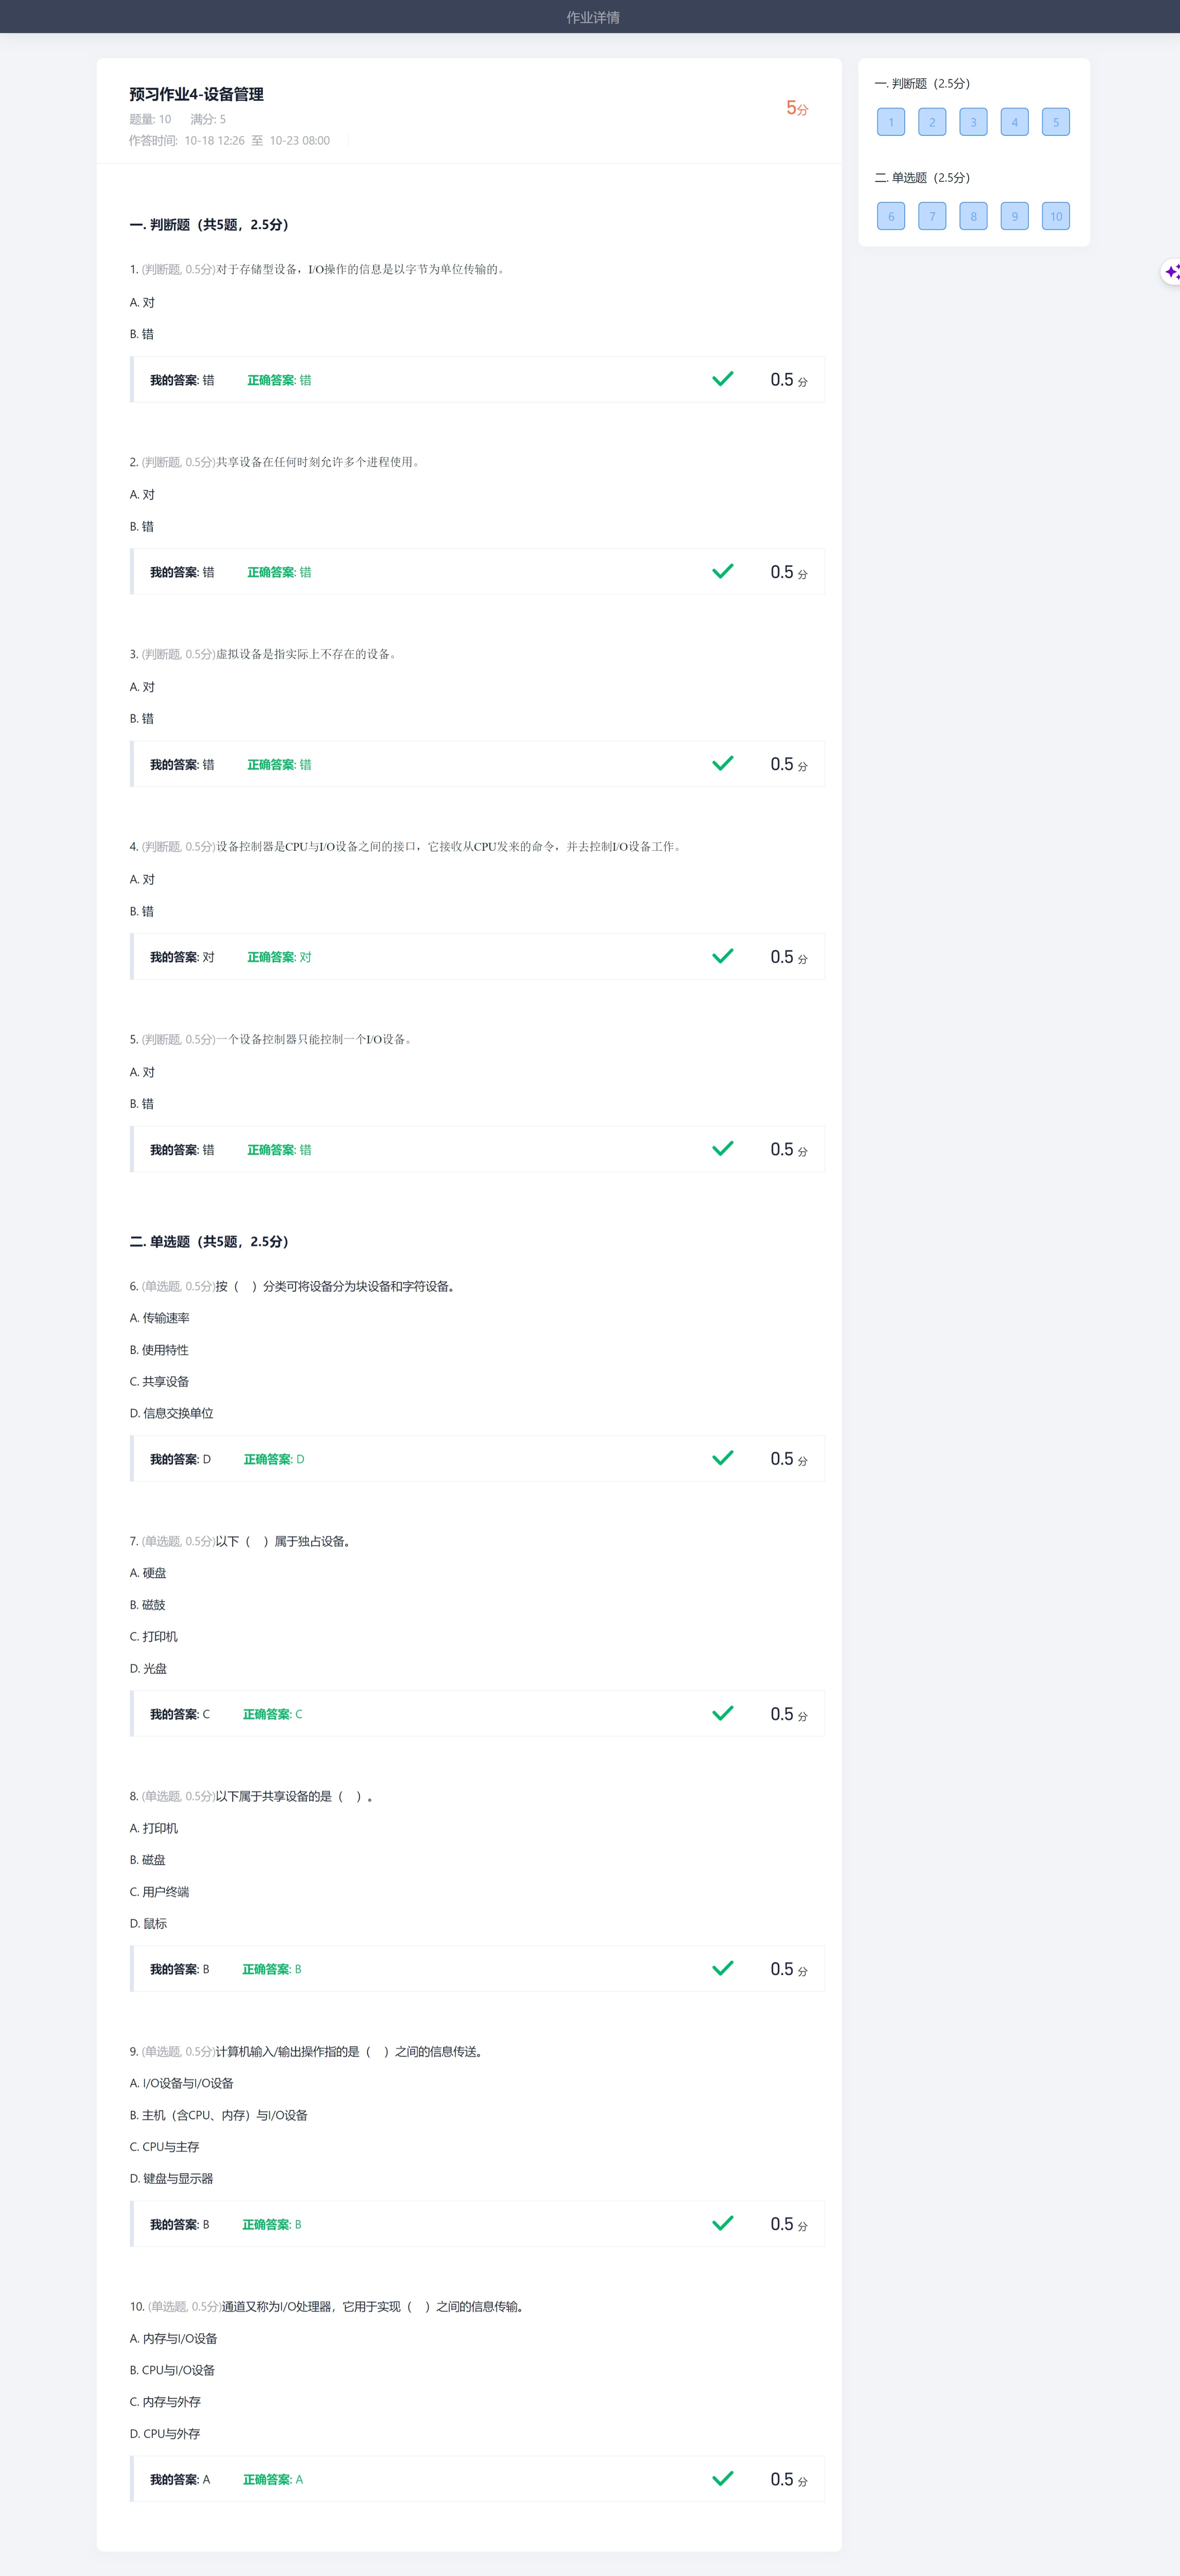 作业详情
预习作业4-设备管理
题量: 10 满分: 5
作答时间: 10-18 12:26 至 10-23 08:00
5分
一. 判断题（2.5分）
1 2 3 4 5
二. 单选题（2.5分）
6 7 8 9 10
一. 判断题（共5题，2.5分）
1. (判断题, 0.5分)对于存储型设备，I/O操作的信息是以字节为单位传输的。
A. 对
B. 错
我的答案: 错 正确答案: 错 0.5 分
2. (判断题, 0.5分)共享设备在任何时刻允许多个进程使用。
A. 对
B. 错
我的答案: 错 正确答案: 错 0.5 分
3. (判断题, 0.5分)虚拟设备是指实际上不存在的设备。
A. 对
B. 错
我的答案: 错 正确答案: 错 0.5 分
4. (判断题, 0.5分)设备控制器是CPU与I/O设备之间的接口，它接收从CPU发来的命令，并去控制I/O设备工作。
A. 对
B. 错
我的答案: 对 正确答案: 对 0.5 分
5. (判断题, 0.5分)一个设备控制器只能控制一个I/O设备。
A. 对
B. 错
我的答案: 错 正确答案: 错 0.5 分
二. 单选题（共5题，2.5分）
6. (单选题, 0.5分)按（ ）分类可将设备分为块设备和字符设备。
A. 传输速率
B. 使用特性
C. 共享设备
D. 信息交换单位
我的答案: D 正确答案: D 0.5 分
7. (单选题, 0.5分)以下（ ）属于独占设备。
A. 硬盘
B. 磁鼓
C. 打印机
D. 光盘
我的答案: C 正确答案: C 0.5 分
8. (单选题, 0.5分)以下属于共享设备的是（ ）。
A. 打印机
B. 磁盘
C. 用户终端
D. 鼠标
我的答案: B 正确答案: B 0.5 分
9. (单选题, 0.5分)计算机输入/输出操作指的是（ ）之间的信息传送。
A. I/O设备与I/O设备
B. 主机（含CPU、内存）与I/O设备
C. CPU与主存
D. 键盘与显示器
我的答案: B 正确答案: B 0.5 分
10. (单选题, 0.5分)通道又称为I/O处理器，它用于实现（ ）之间的信息传输。
A. 内存与I/O设备
B. CPU与I/O设备
C. 内存与外存
D. CPU与外存
我的答案: A 正确答案: A 0.5 分